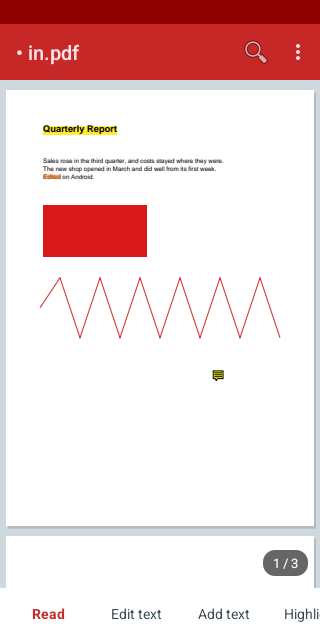 • in.pdf
Quarterly Report
Sales rose in the third quarter, and costs stayed where they were.
The new shop opened in March and did well from its first week.
Edited on Android.
1 / 3
Read Edit text Add text Highli